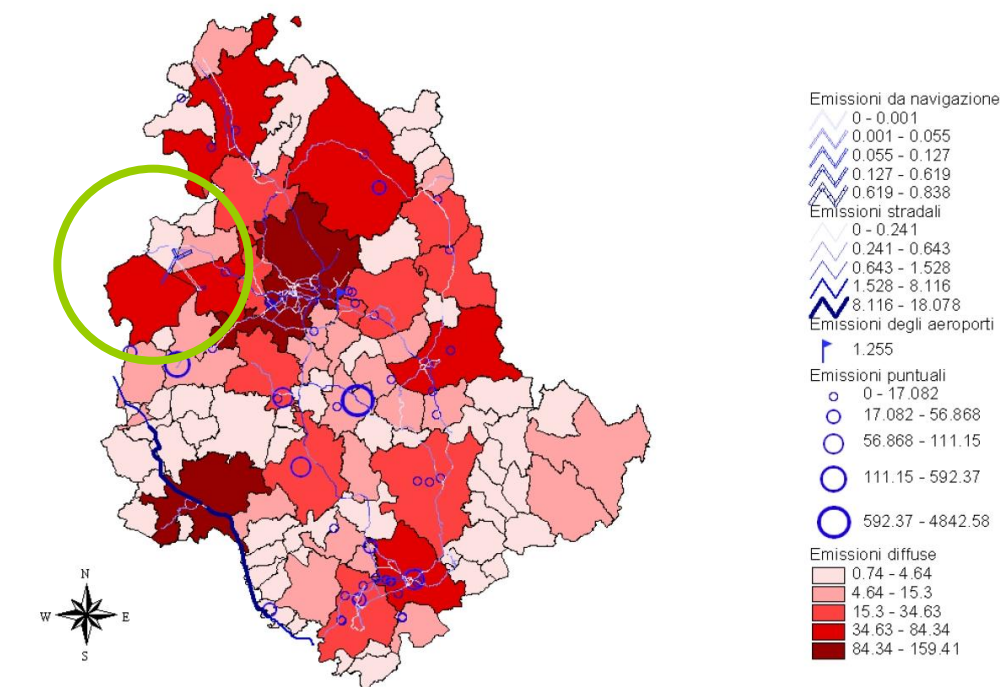 Emissioni da navigazione
0 - 0.001
0.001 - 0.055
0.055 - 0.127
0.127 - 0.619
0.619 - 0.838
Emissioni stradali
0 - 0.241
0.241 - 0.643
0.643 - 1.528
1.528 - 8.116
8.116 - 18.078
Emissioni degli aeroporti
1.255
Emissioni puntuali
0 - 17.082
17.082 - 56.868
56.868 - 111.15
111.15 - 592.37
592.37 - 4842.58
Emissioni diffuse
0.74 - 4.64
4.64 - 15.3
15.3 - 34.63
34.63 - 84.34
84.34 - 159.41
N
W E
S